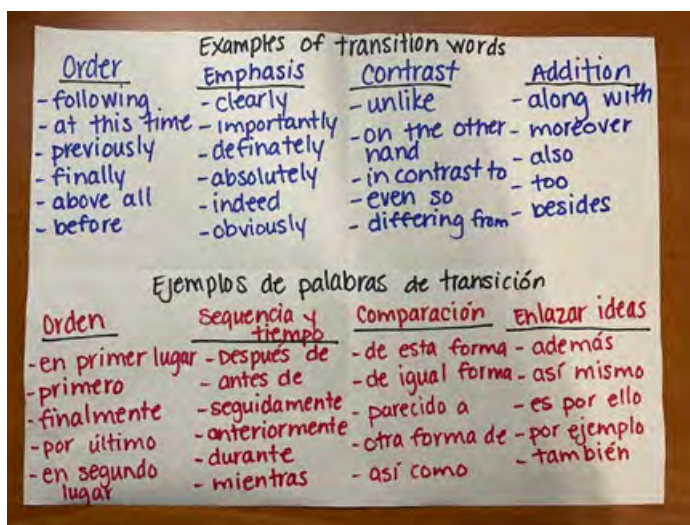 Examples of transition words
Order
- following
- at this time
- previously
- finally
- above all
- before
Emphasis
- clearly
- importantly
- definately
- absolutely
- indeed
- obviously
Contrast
- unlike
- on the other
hand
- in contrast to
- even so
- differing from
Addition
- along with
- moreover
- also
- too
- besides
Ejemplos de palabras de transición
Orden
- en primer lugar
- primero
- finalmente
- por último
- en segundo
lugar
Sequencia y
tiempo
- Después de
- antes de
- seguidamente
- anteriormente
- durante
- mientras
Comparación
- de esta forma
- de igual forma
- parecido a
- otra forma de
- así como
Enlazar ideas
- además
- así mismo
- es por ello
- por ejemplo
- también